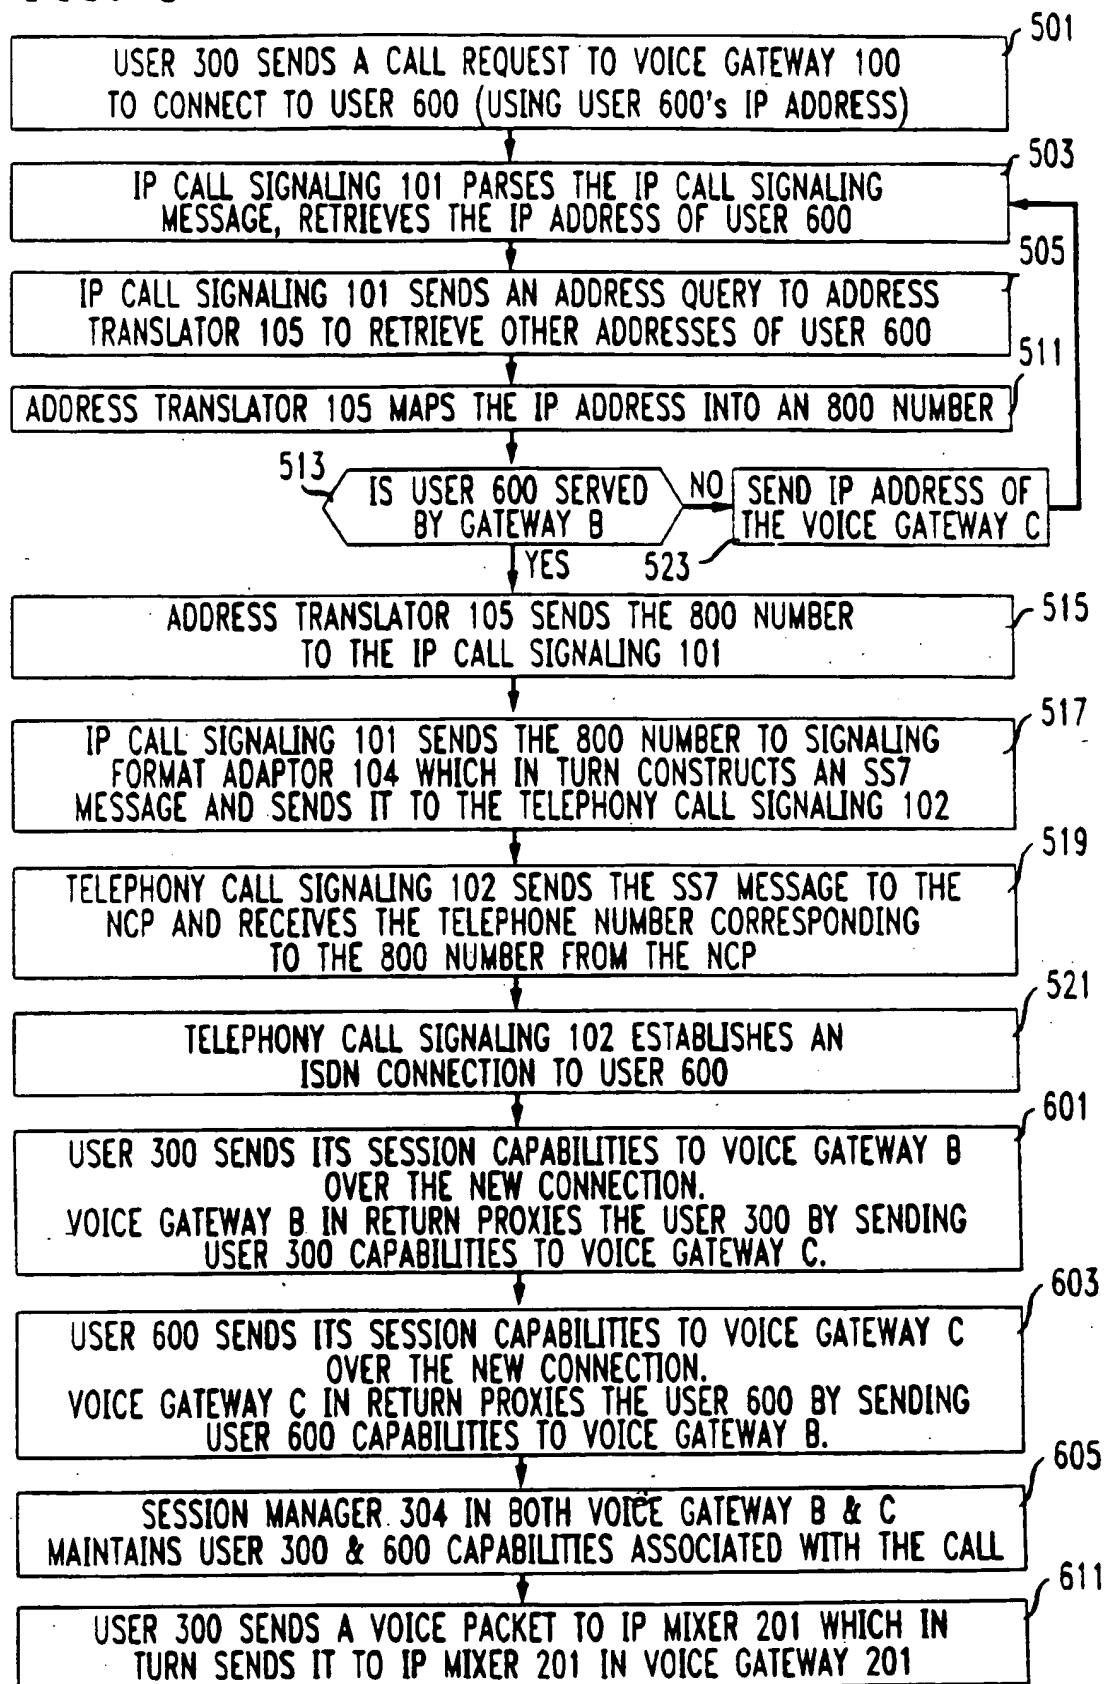 501
USER 300 SENDS A CALL REQUEST TO VOICE GATEWAY 100
TO CONNECT TO USER 600 (USING USER 600's IP ADDRESS)
503
IP CALL SIGNALING 101 PARSES THE IP CALL SIGNALING
MESSAGE, RETRIEVES THE IP ADDRESS OF USER 600
505
IP CALL SIGNALING 101 SENDS AN ADDRESS QUERY TO ADDRESS
TRANSLATOR 105 TO RETRIEVE OTHER ADDRESSES OF USER 600
511
ADDRESS TRANSLATOR 105 MAPS THE IP ADDRESS INTO AN 800 NUMBER
513
IS USER 600 SERVED
BY GATEWAY B
NO
SEND IP ADDRESS OF
THE VOICE GATEWAY C
523
YES
515
ADDRESS TRANSLATOR 105 SENDS THE 800 NUMBER
TO THE IP CALL SIGNALING 101
517
IP CALL SIGNALING 101 SENDS THE 800 NUMBER TO SIGNALING
FORMAT ADAPTOR 104 WHICH IN TURN CONSTRUCTS AN SS7
MESSAGE AND SENDS IT TO THE TELEPHONY CALL SIGNALING 102
519
TELEPHONY CALL SIGNALING 102 SENDS THE SS7 MESSAGE TO THE
NCP AND RECEIVES THE TELEPHONE NUMBER CORRESPONDING
TO THE 800 NUMBER FROM THE NCP
521
TELEPHONY CALL SIGNALING 102 ESTABLISHES AN
ISDN CONNECTION TO USER 600
601
USER 300 SENDS ITS SESSION CAPABILITIES TO VOICE GATEWAY B
OVER THE NEW CONNECTION.
VOICE GATEWAY B IN RETURN PROXIES THE USER 300 BY SENDING
USER 300 CAPABILITIES TO VOICE GATEWAY C.
603
USER 600 SENDS ITS SESSION CAPABILITIES TO VOICE GATEWAY C
OVER THE NEW CONNECTION.
VOICE GATEWAY C IN RETURN PROXIES THE USER 600 BY SENDING
USER 600 CAPABILITIES TO VOICE GATEWAY B.
605
SESSION MANAGER 304 IN BOTH VOICE GATEWAY B & C
MAINTAINS USER 300 & 600 CAPABILITIES ASSOCIATED WITH THE CALL
611
USER 300 SENDS A VOICE PACKET TO IP MIXER 201 WHICH IN
TURN SENDS IT TO IP MIXER 201 IN VOICE GATEWAY 201